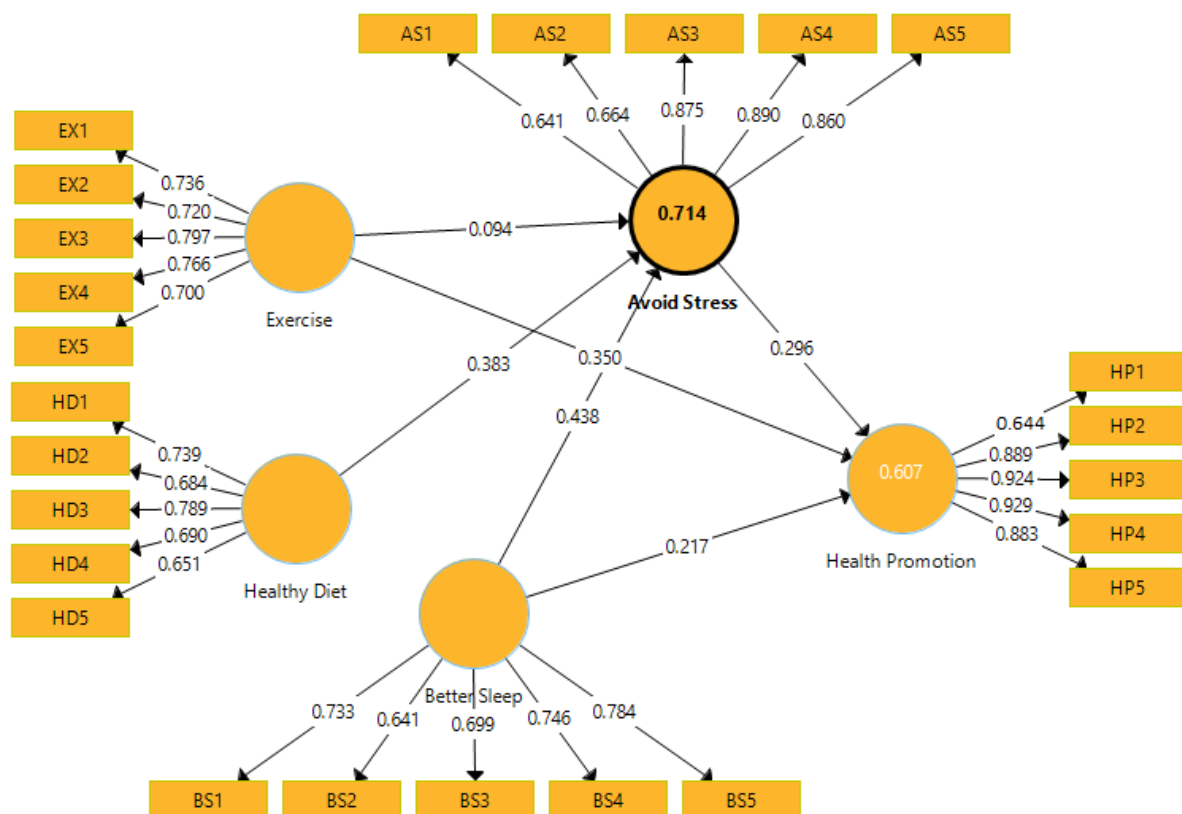 AS1
AS2
AS3
AS4
AS5
0.641
0.664
0.875
0.890
0.860
EX1
EX2
EX3
EX4
EX5
0.736
0.720
0.797
0.766
0.700
Exercise
0.094
0.714
Avoid Stress
0.350
0.383
0.438
0.296
HD1
HD2
HD3
HD4
HD5
0.739
0.684
0.789
0.690
0.651
Healthy Diet
0.217
0.607
Health Promotion
0.644
0.889
0.924
0.929
0.883
HP1
HP2
HP3
HP4
HP5
Better Sleep
0.733
0.641
0.699
0.746
0.784
BS1
BS2
BS3
BS4
BS5